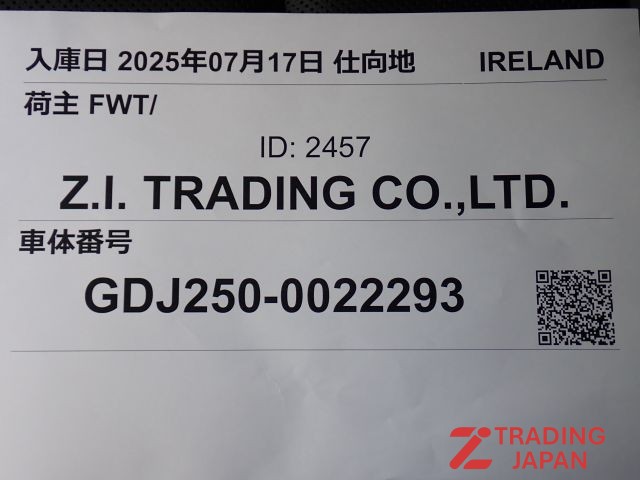 入庫日 2025年07月17日 仕向地 IRELAND
荷主 FWT/
ID: 2457
Z.I. TRADING CO.,LTD.
車体番号
GDJ250-0022293
TRADING
JAPAN